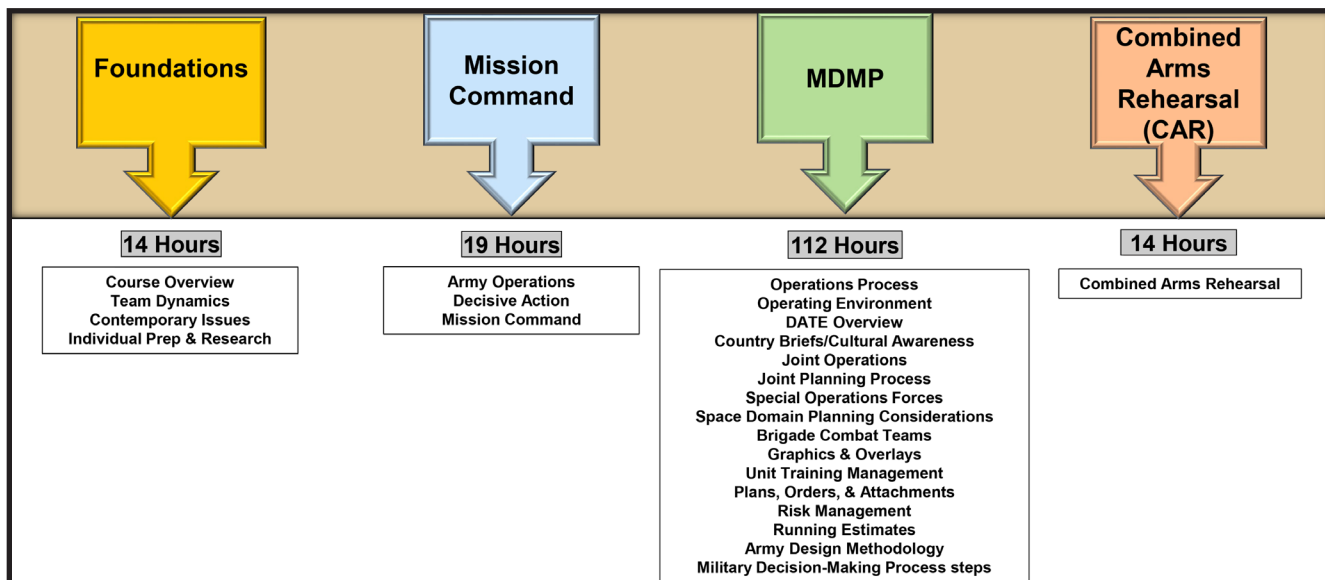 Foundations
14 Hours
Course Overview
Team Dynamics
Contemporary Issues
Individual Prep & Research
Mission
Command
19 Hours
Army Operations
Decisive Action
Mission Command
MDMP
112 Hours
Operations Process
Operating Environment
DATE Overview
Country Briefs/Cultural Awareness
Joint Operations
Joint Planning Process
Special Operations Forces
Space Domain Planning Considerations
Brigade Combat Teams
Graphics & Overlays
Unit Training Management
Plans, Orders, & Attachments
Risk Management
Running Estimates
Army Design Methodology
Military Decision-Making Process steps
Combined
Arms
Rehearsal
(CAR)
14 Hours
Combined Arms Rehearsal